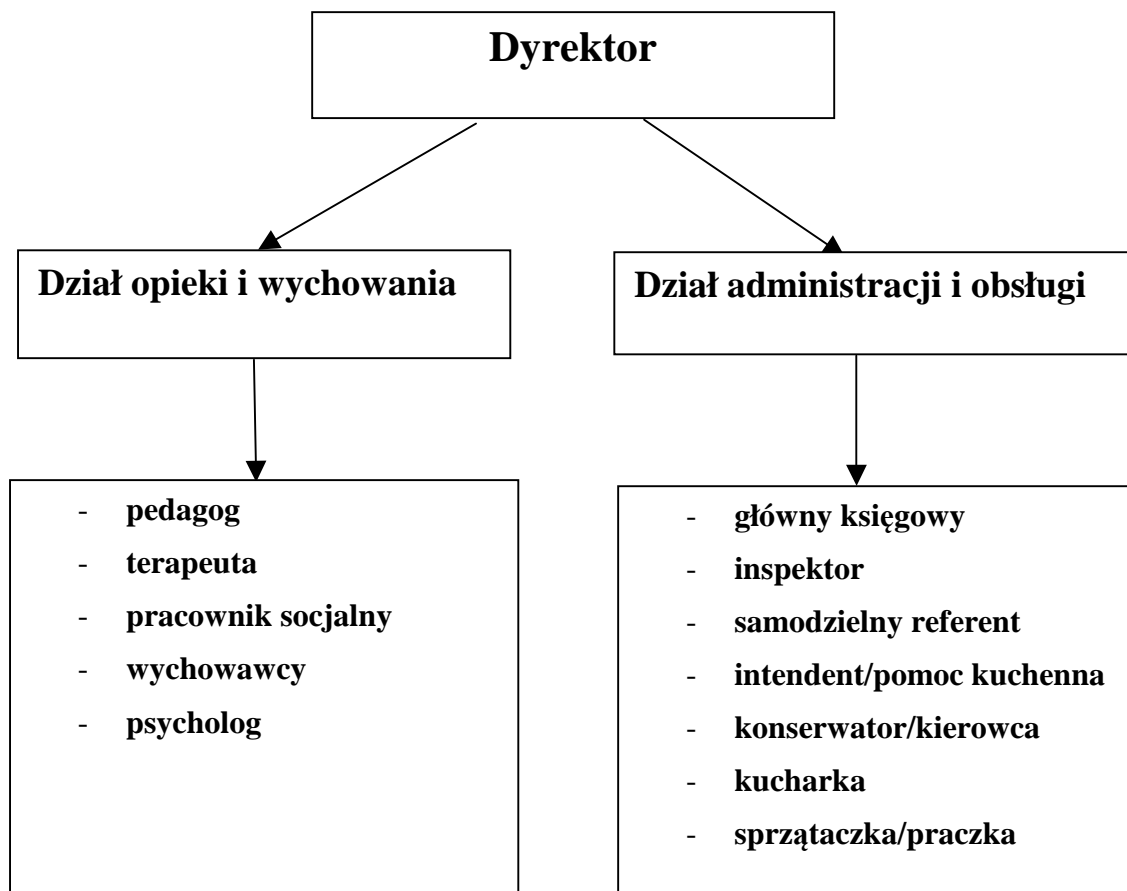 Dyrektor
Dział opieki i wychowania
Dział administracji i obsługi
- pedagog
- terapeuta
- pracownik socjalny
- wychowawcy
- psycholog
- główny księgowy
- inspektor
- samodzielny referent
- intendent/pomoc kuchenna
- konserwator/kierowca
- kucharka
- sprzątaczka/praczka